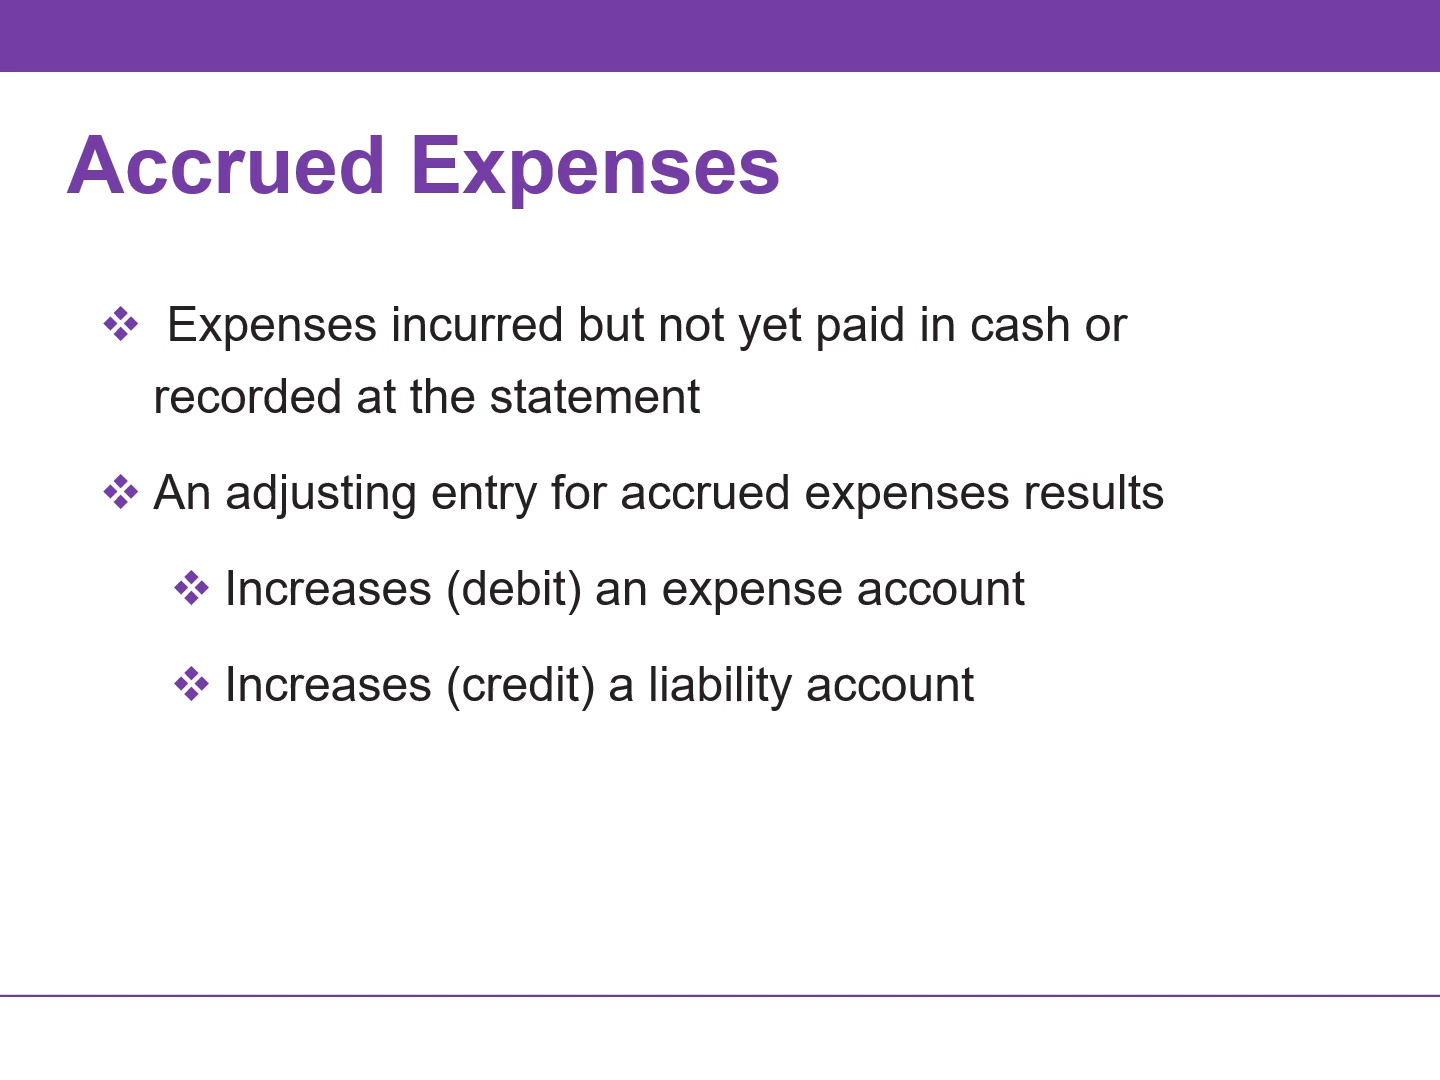 Accrued Expenses
❖ Expenses incurred but not yet paid in cash or
recorded at the statement
❖ An adjusting entry for accrued expenses results
❖ Increases (debit) an expense account
❖ Increases (credit) a liability account